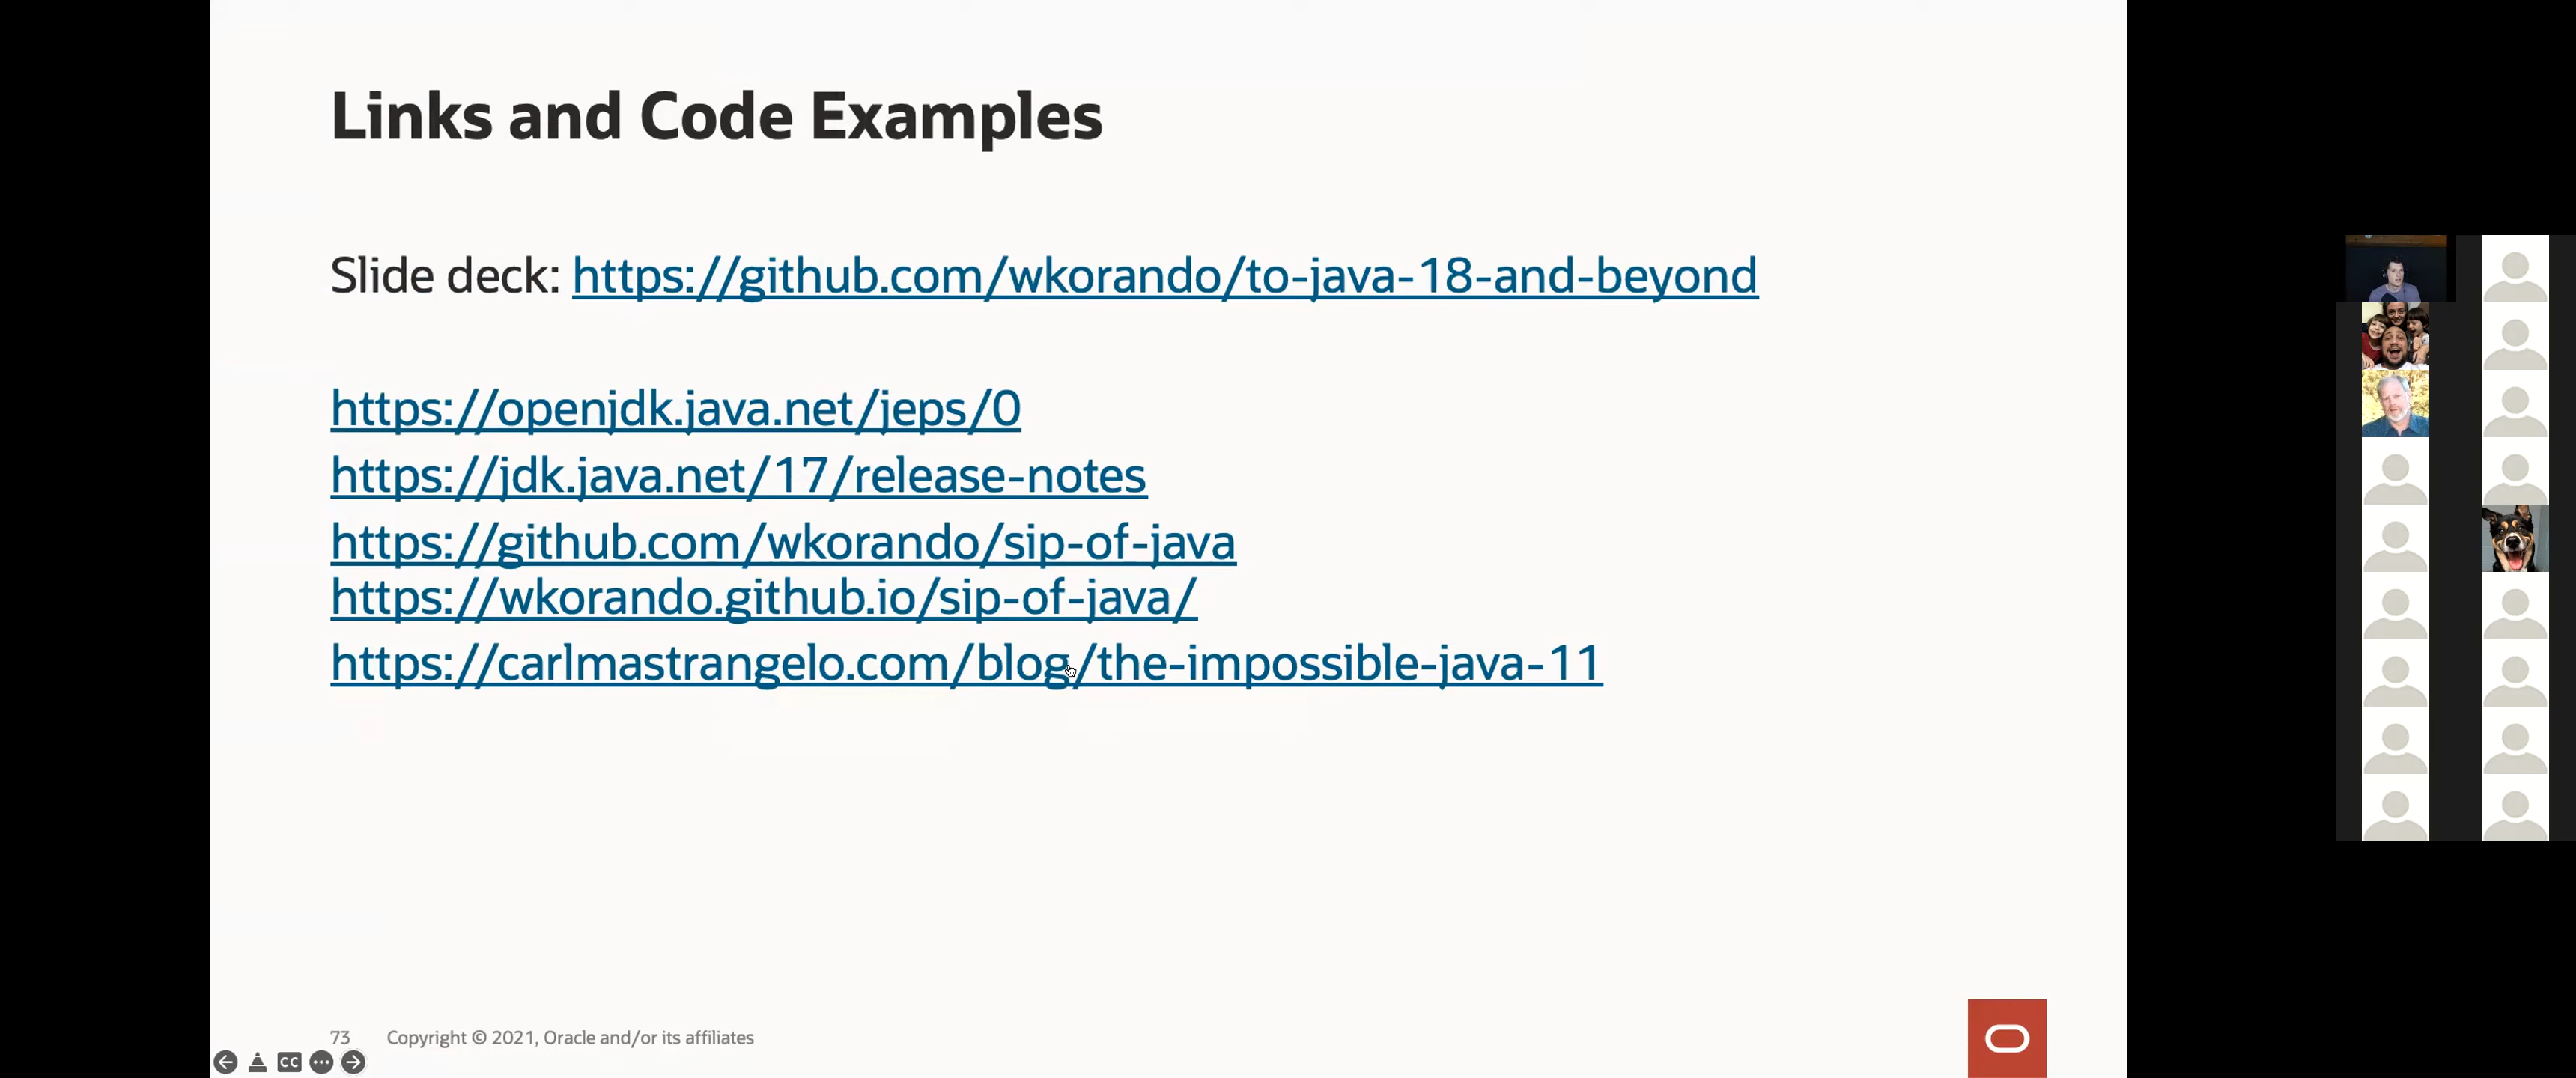 Links and Code Examples
Slide deck: https://github.com/wkorando/to-java-18-and-beyond
https://openjdk.java.net/jeps/0
https://jdk.java.net/17/release-notes
https://github.com/wkorando/sip-of-java
https://wkorando.github.io/sip-of-java/
https://carlmastrangelo.com/blog/the-impossible-java-11
73 Copyright © 2021, Oracle and/or its affiliates
CC